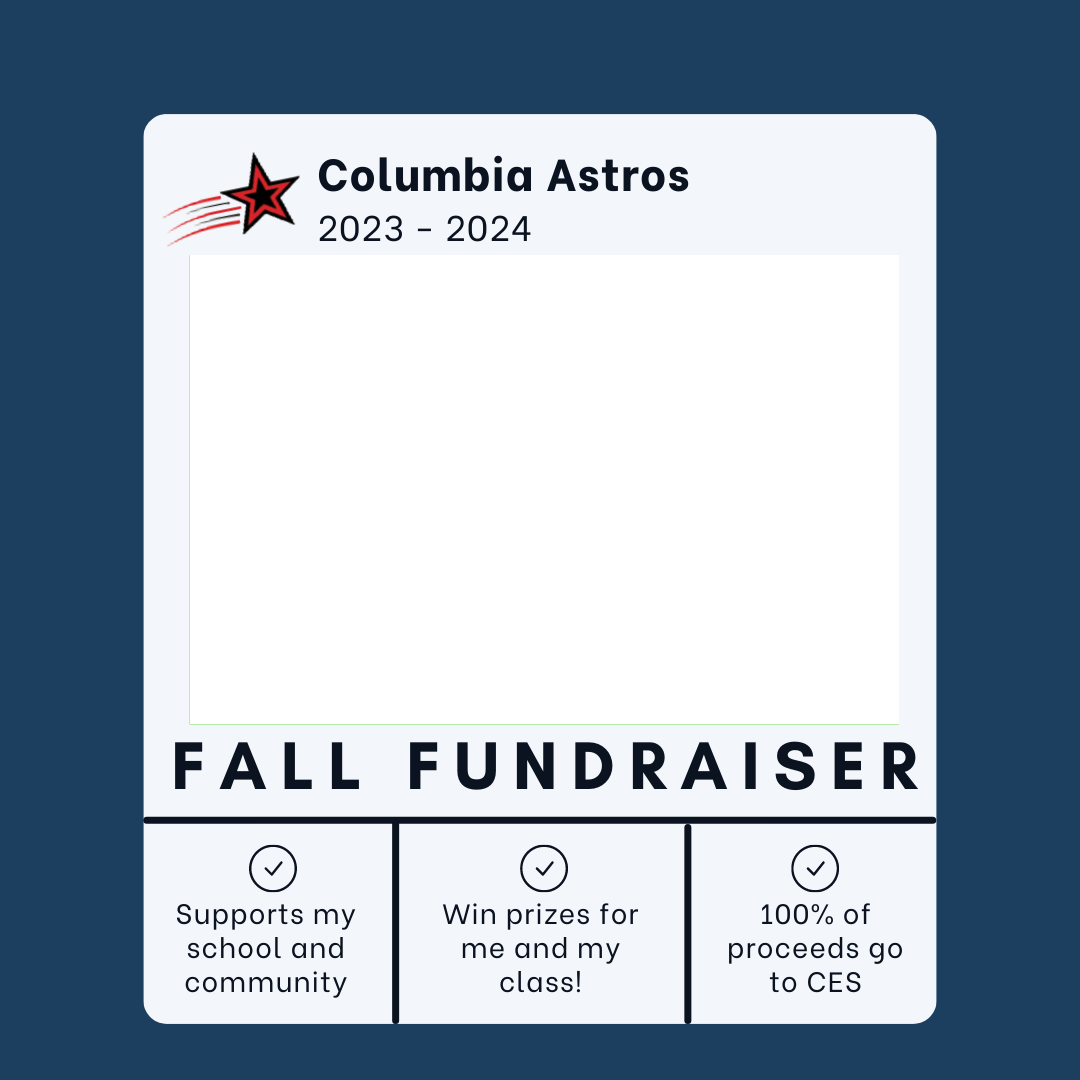 Columbia Astros
2023 - 2024
FALL FUNDRAISER
Supports my
school and
community
Win prizes for
me and my
class!
100% of
proceeds go
to CES